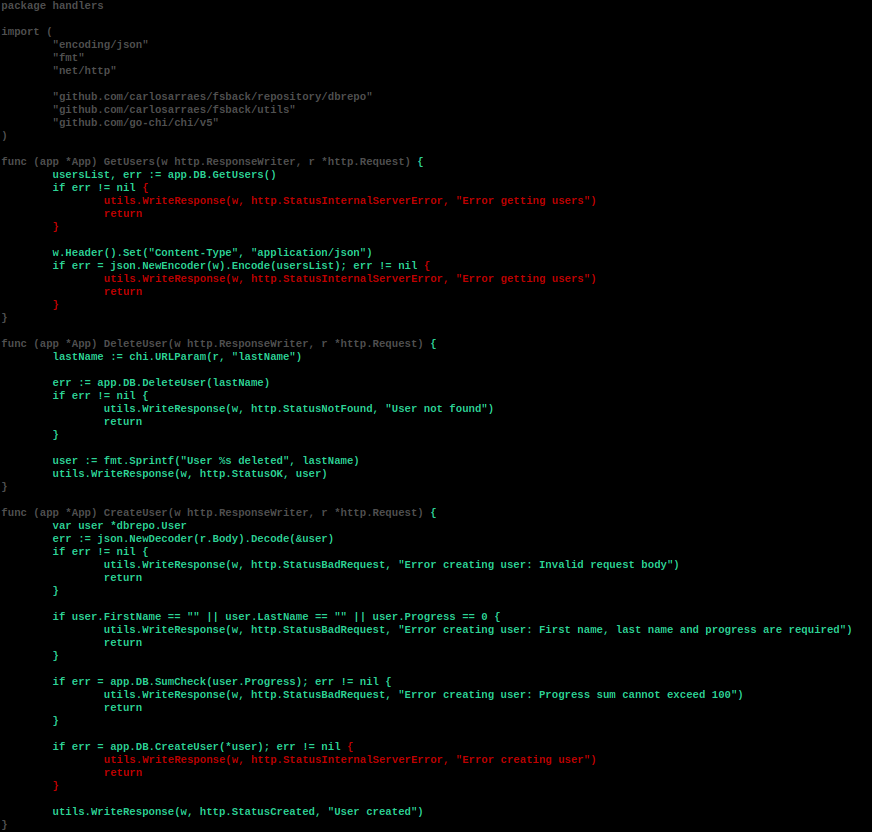 package handlers

import (
        "encoding/json"
        "fmt"
        "net/http"

        "github.com/carlosarraes/fsback/repository/dbrepo"
        "github.com/carlosarraes/fsback/utils"
        "github.com/go-chi/chi/v5"
)

func (app *App) GetUsers(w http.ResponseWriter, r *http.Request) {
        usersList, err := app.DB.GetUsers()
        if err != nil {
                utils.WriteResponse(w, http.StatusInternalServerError, "Error getting users")
                return
        }

        w.Header().Set("Content-Type", "application/json")
        if err = json.NewEncoder(w).Encode(usersList); err != nil {
                utils.WriteResponse(w, http.StatusInternalServerError, "Error getting users")
                return
        }
}

func (app *App) DeleteUser(w http.ResponseWriter, r *http.Request) {
        lastName := chi.URLParam(r, "lastName")

        err := app.DB.DeleteUser(lastName)
        if err != nil {
                utils.WriteResponse(w, http.StatusNotFound, "User not found")
                return
        }

        user := fmt.Sprintf("User %s deleted", lastName)
        utils.WriteResponse(w, http.StatusOK, user)
}

func (app *App) CreateUser(w http.ResponseWriter, r *http.Request) {
        var user *dbrepo.User
        err := json.NewDecoder(r.Body).Decode(&user)
        if err != nil {
                utils.WriteResponse(w, http.StatusBadRequest, "Error creating user: Invalid request body")
                return
        }

        if user.FirstName == "" || user.LastName == "" || user.Progress == 0 {
                utils.WriteResponse(w, http.StatusBadRequest, "Error creating user: First name, last name and progress are required")
                return
        }

        if err = app.DB.SumCheck(user.Progress); err != nil {
                utils.WriteResponse(w, http.StatusBadRequest, "Error creating user: Progress sum cannot exceed 100")
                return
        }

        if err = app.DB.CreateUser(*user); err != nil {
                utils.WriteResponse(w, http.StatusInternalServerError, "Error creating user")
                return
        }

        utils.WriteResponse(w, http.StatusCreated, "User created")
}